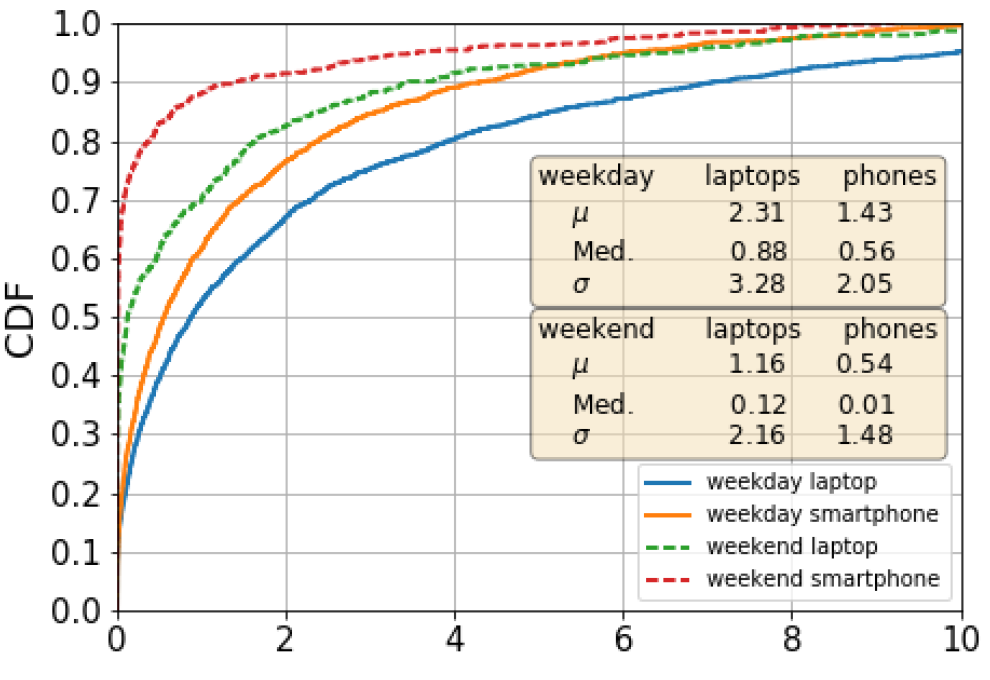 1.0
0.9
0.8
0.7
0.6
0.5
0.4
0.3
0.2
0.1
0.0
CDF
weekday laptops phones
μ 2.31 1.43
Med. 0.88 0.56
σ 3.28 2.05
weekend laptops phones
μ 1.16 0.54
Med. 0.12 0.01
σ 2.16 1.48
weekday laptop
weekday smartphone
weekend laptop
weekend smartphone
0 2 4 6 8 10